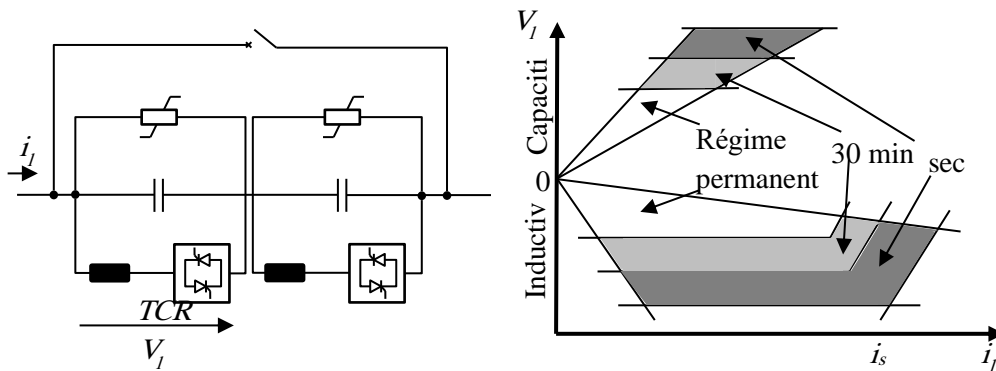 i₁
TCR
V₁
V₁
Capaciti
0
Inductiv
Régime
permanent
30 min
sec
iₛ
i₁